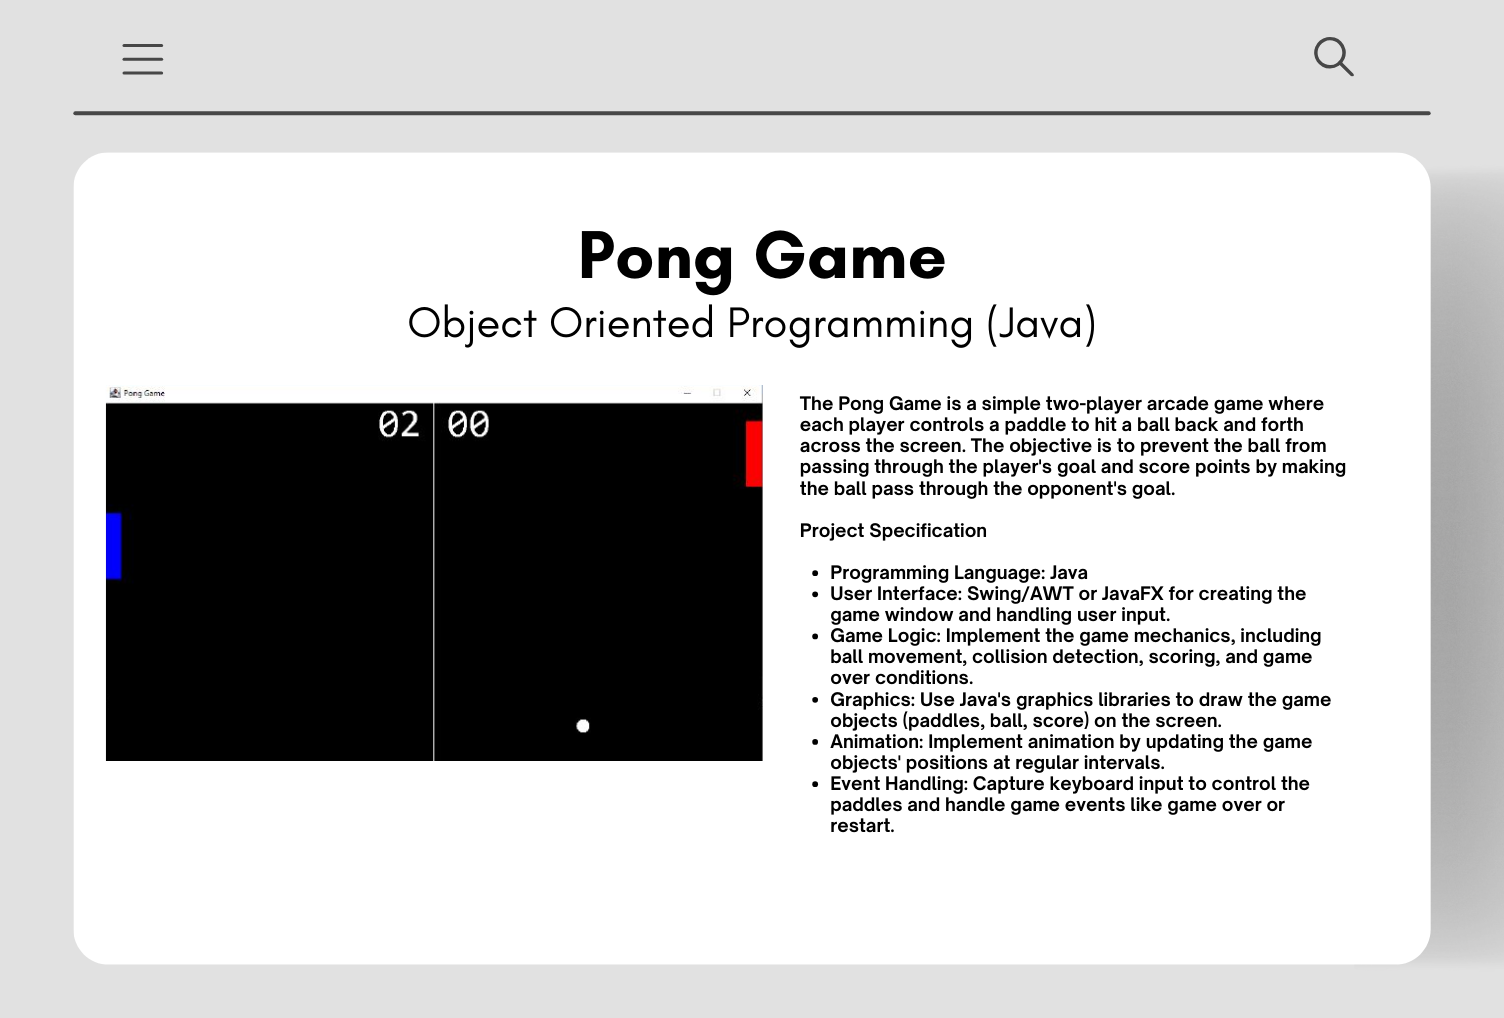 Pong Game
Object Oriented Programming (Java)
Pong Game
02 00
The Pong Game is a simple two-player arcade game where
each player controls a paddle to hit a ball back and forth
across the screen. The objective is to prevent the ball from
passing through the player's goal and score points by making
the ball pass through the opponent's goal.
Project Specification
• Programming Language: Java
• User Interface: Swing/AWT or JavaFX for creating the
game window and handling user input.
• Game Logic: Implement the game mechanics, including
ball movement, collision detection, scoring, and game
over conditions.
• Graphics: Use Java's graphics libraries to draw the game
objects (paddles, ball, score) on the screen.
• Animation: Implement animation by updating the game
objects' positions at regular intervals.
• Event Handling: Capture keyboard input to control the
paddles and handle game events like game over or
restart.